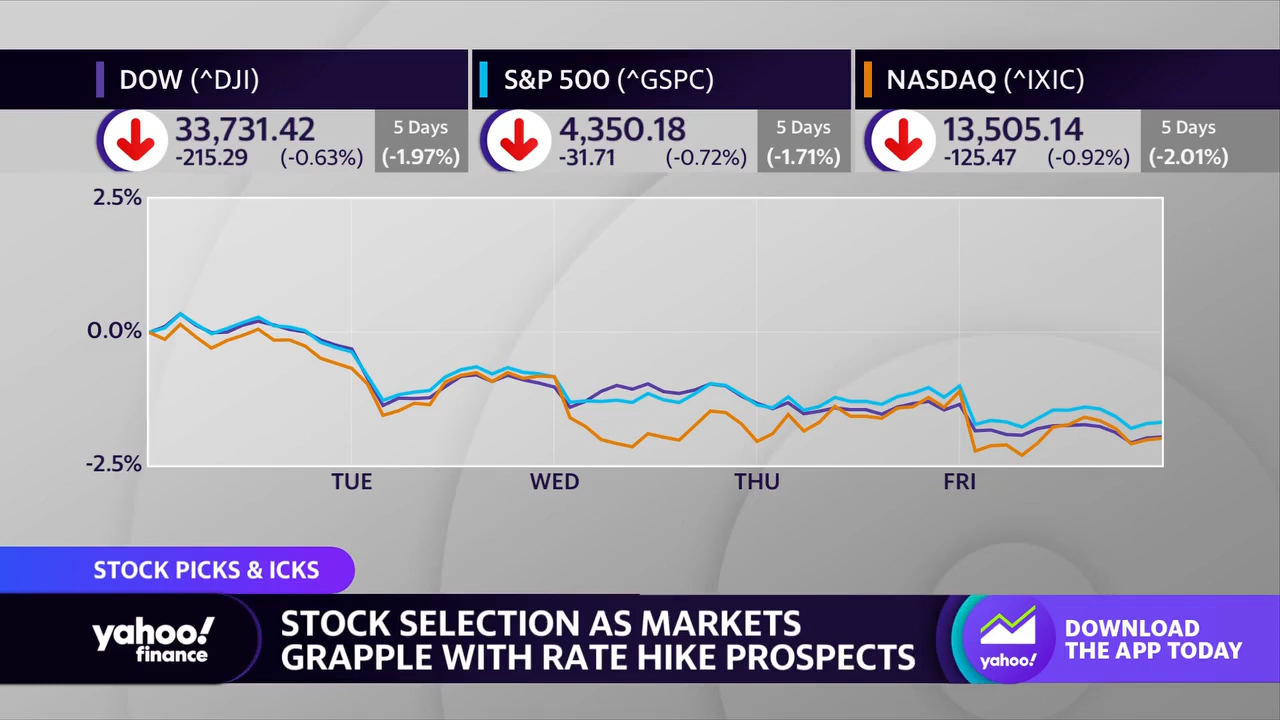 DOW (^DJI)
33,731.42
-215.29 (-0.63%)
5 Days
(-1.97%)
S&P 500 (^GSPC)
4,350.18
-31.71 (-0.72%)
5 Days
(-1.71%)
NASDAQ (^IXIC)
13,505.14
-125.47 (-0.92%)
5 Days
(-2.01%)
2.5%
0.0%
-2.5%
TUE WED THU FRI
STOCK PICKS & ICKS
yahoo!
finance
STOCK SELECTION AS MARKETS
GRAPPLE WITH RATE HIKE PROSPECTS
yahoo!
DOWNLOAD
THE APP TODAY